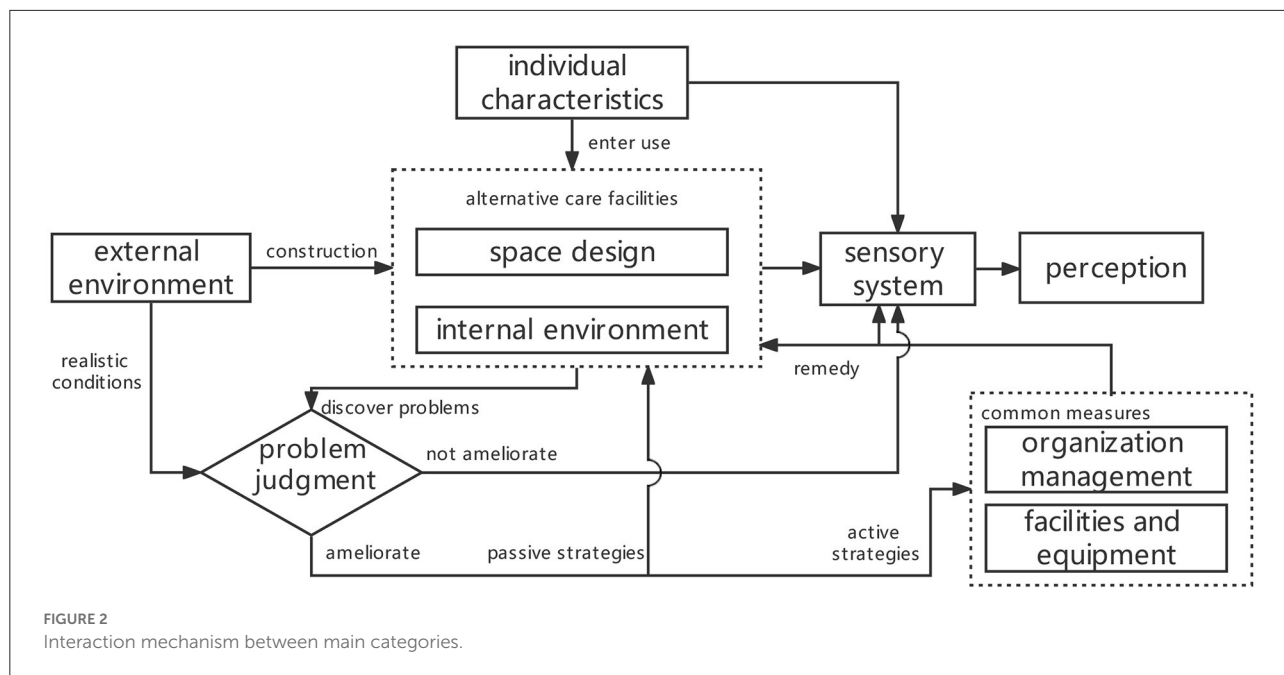 individual
characteristics
enter use
alternative care facilities
space design
internal environment
external
environment
construction
sensory
system
perception
realistic
conditions
remedy
discover problems
problem
judgment
not ameliorate
common measures
organization
management
facilities and
equipment
ameliorate
passive strategies
active
strategies
FIGURE 2
Interaction mechanism between main categories.